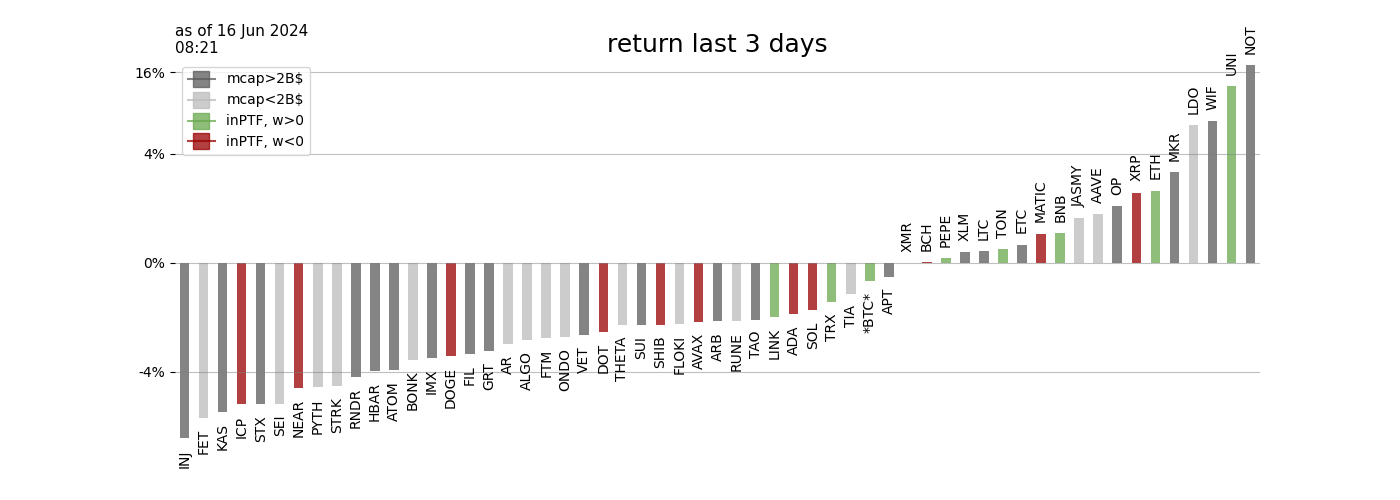 as of 16 Jun 2024
08:21
return last 3 days
mcap>2B$
mcap<2B$
inPTF, w>0
inPTF, w<0
16%
4%
0%
-4%
INJ
FET
KAS
ICP
STX
SEI
NEAR
PYTH
STRK
RNDR
HBAR
ATOM
BONK
IMX
DOGE
FIL
GRT
AR
ALGO
FTM
ONDO
VET
DOT
THETA
SUI
SHIB
FLOKI
AVAX
ARB
RUNE
TAO
LINK
ADA
SOL
TRX
TIA
*BTC*
APT
XMR
BCH
PEPE
XLM
LTC
TON
ETC
MATIC
BNB
JASMY
AAVE
OP
XRP
ETH
MKR
LDO
WIF
UNI
NOT